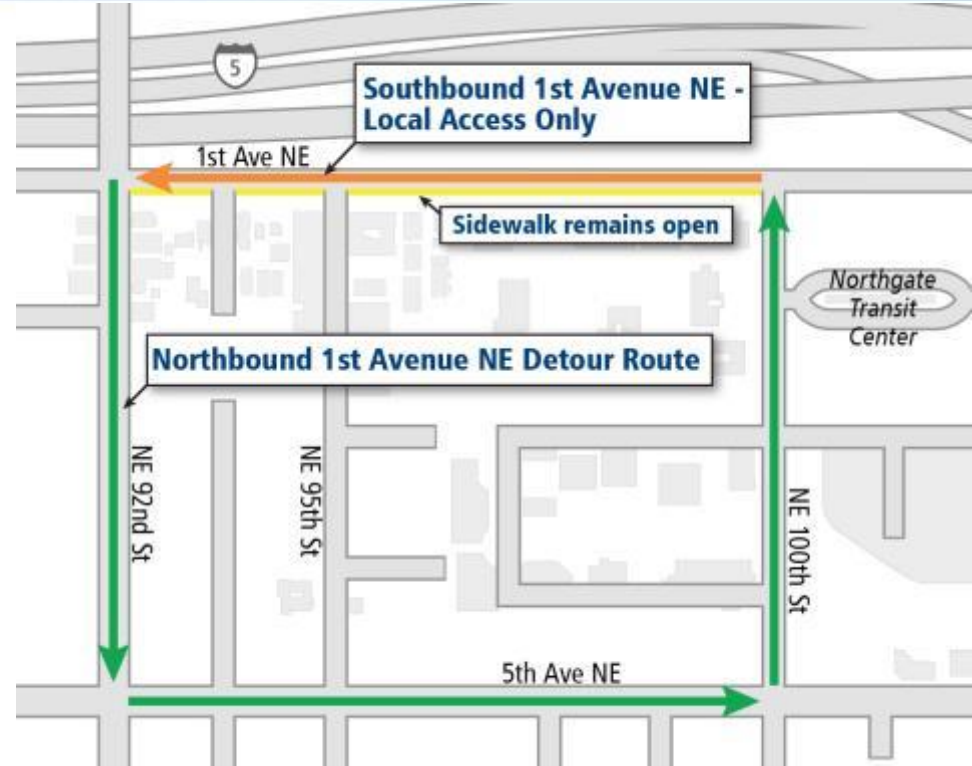 5
Southbound 1st Avenue NE -
Local Access Only
1st Ave NE
Sidewalk remains open
Northgate
Transit
Center
Northbound 1st Avenue NE Detour Route
NE 92nd St
NE 95th St
NE 100th St
5th Ave NE